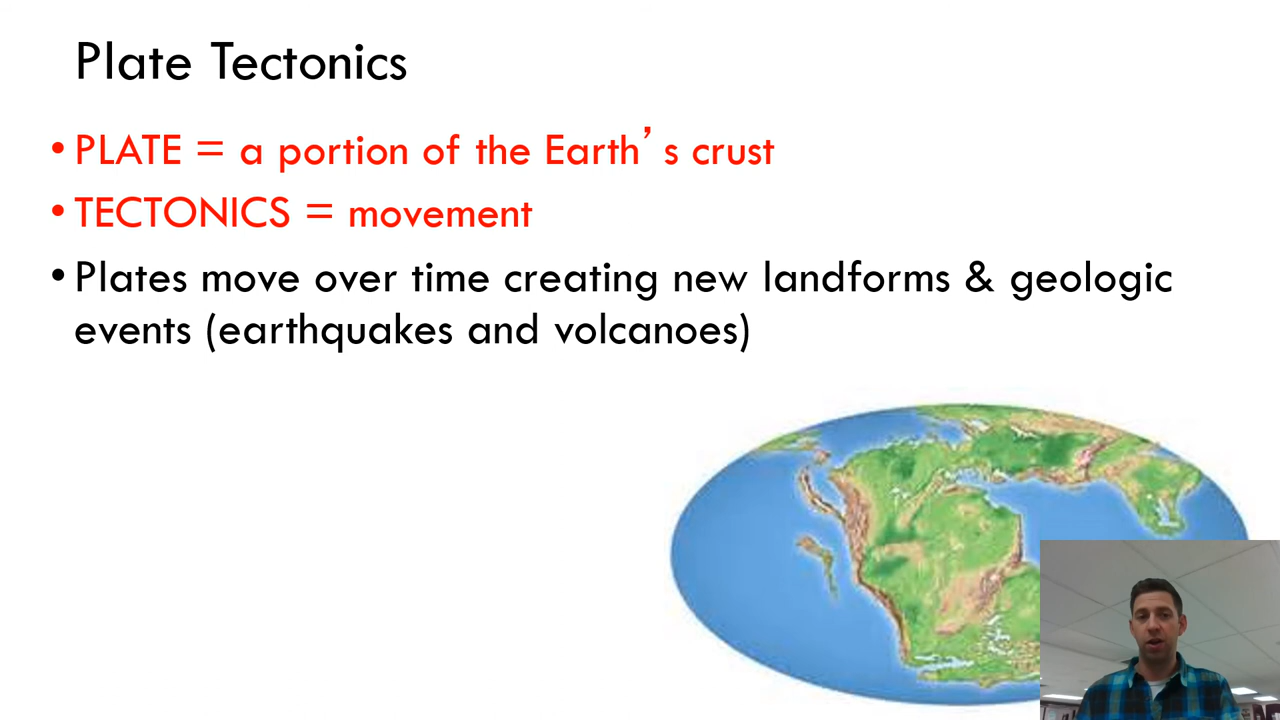 Plate Tectonics
• PLATE = a portion of the Earth’s crust
• TECTONICS = movement
• Plates move over time creating new landforms & geologic
events (earthquakes and volcanoes)